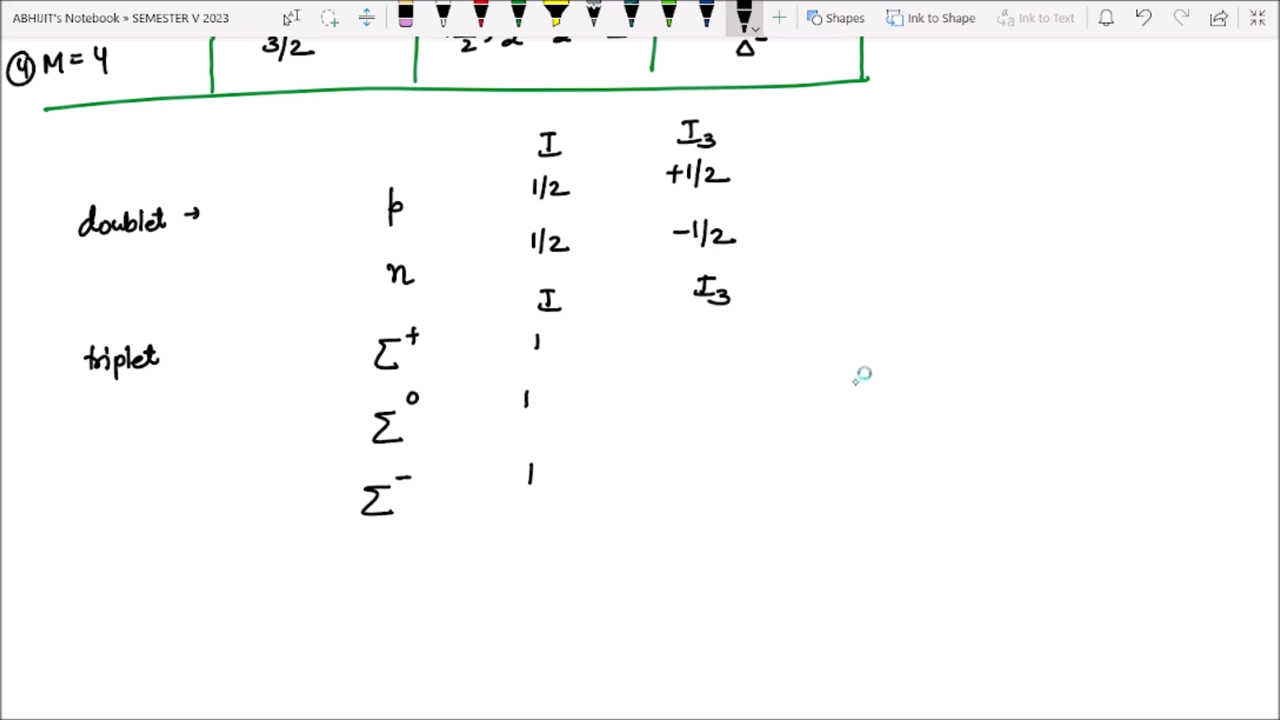 ABHIJIT's Notebook » SEMESTER V 2023 Shapes Ink to Shape Ink to Text
④ M = 4 3/2 Δ
I I₃
1/2 +1/2
doublet → p
1/2 -1/2
n
I I₃
triplet Σ⁺ 1
Σ⁰ 1
Σ⁻ 1